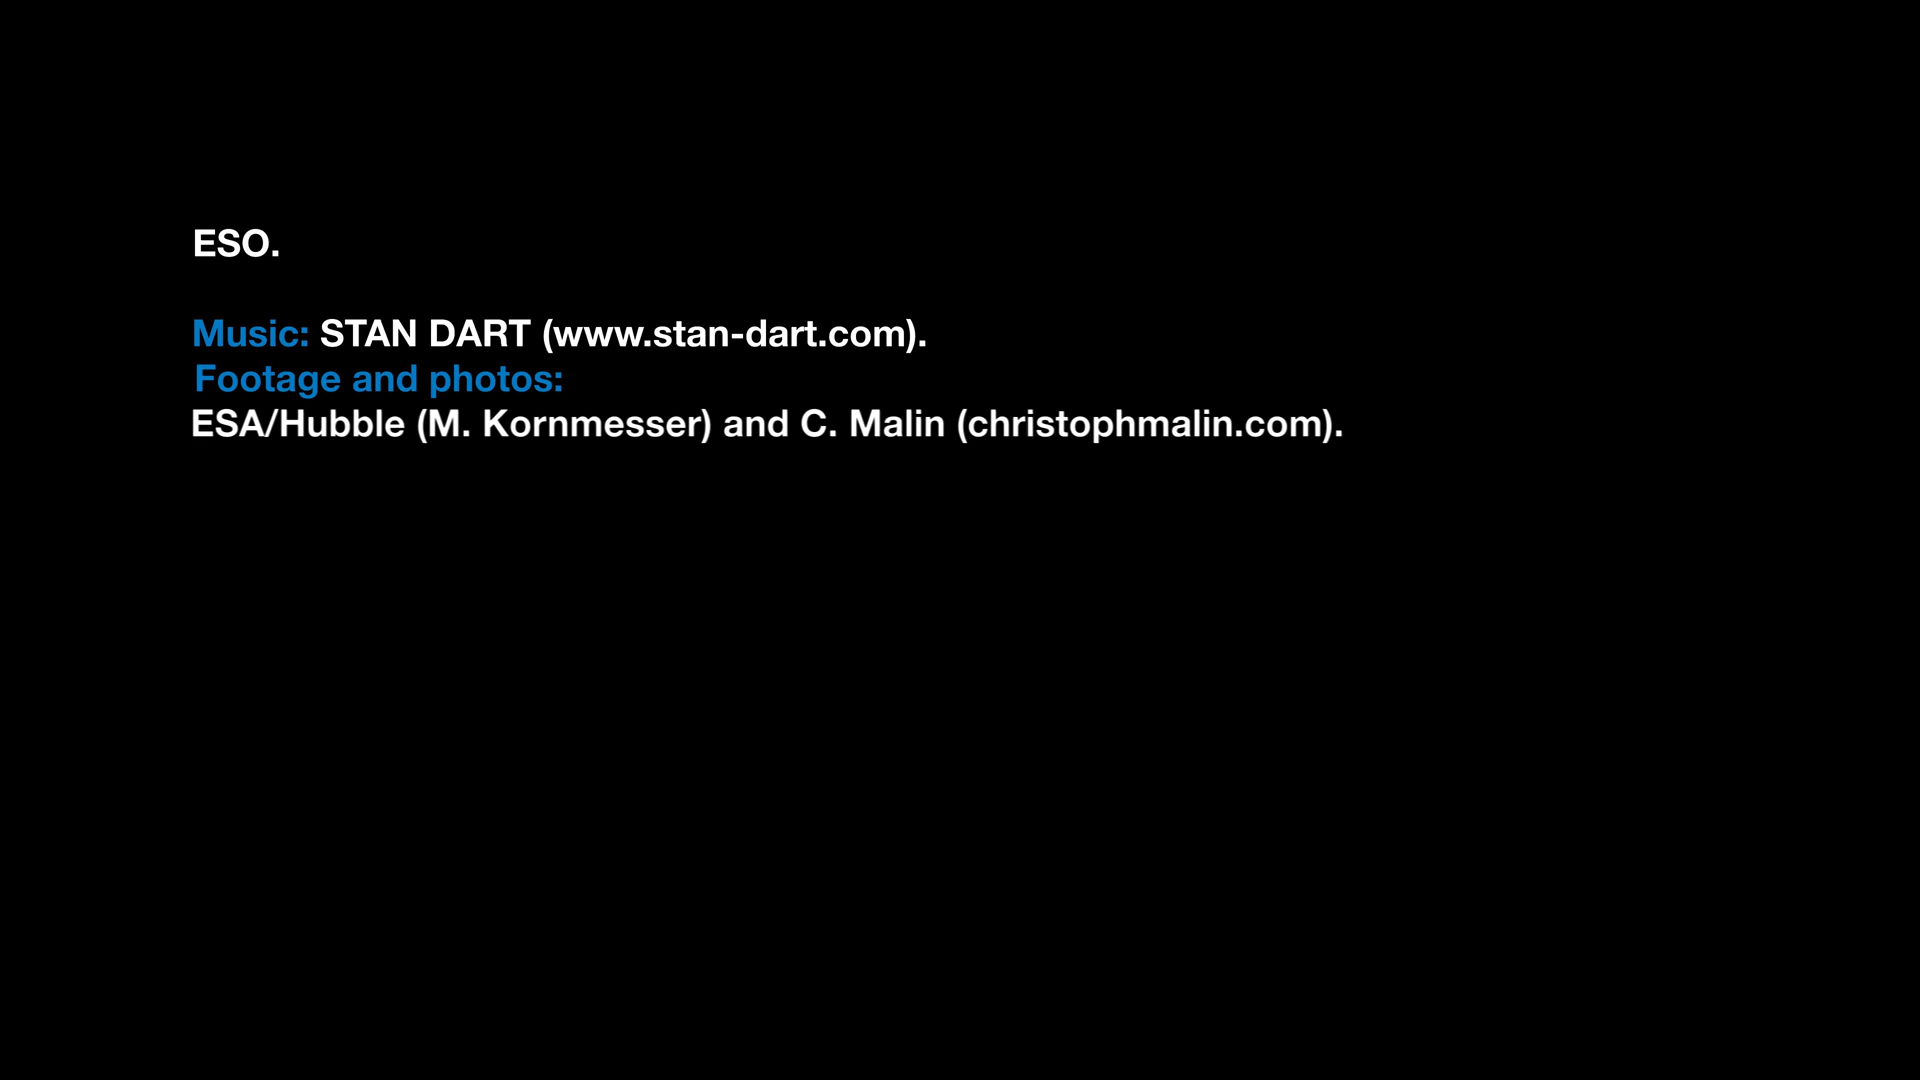 ESO.
Music: STAN DART (www.stan-dart.com).
Footage and photos:
ESA/Hubble (M. Kornmesser) and C. Malin (christophmalin.com).